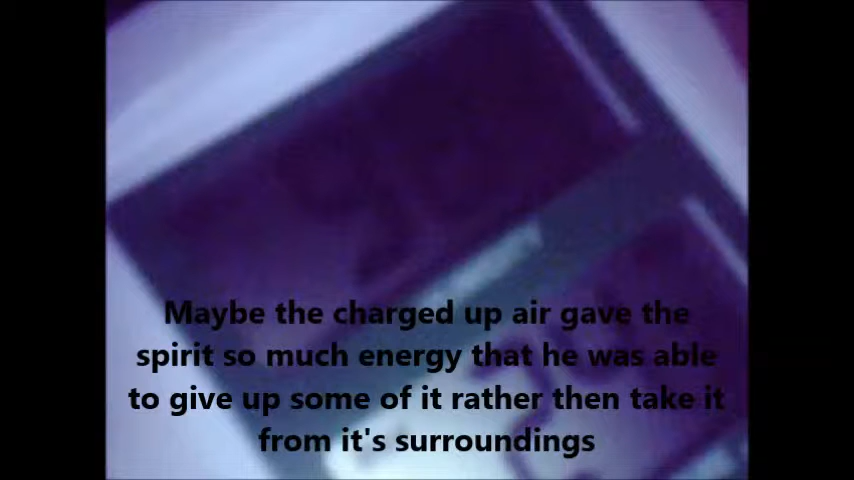 Maybe the charged up air gave the
spirit so much energy that he was able
to give up some of it rather then take it
from it's surroundings